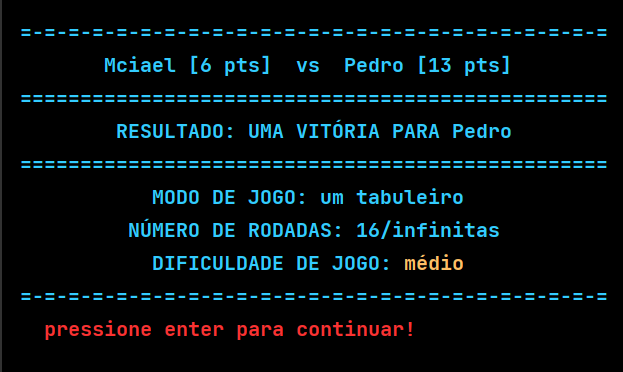 =-=-=-=-=-=-=-=-=-=-=-=-=-=-=-=-=-=-=-=-=-=-=-=-=
Mciael [6 pts]  vs  Pedro [13 pts]
=================================================
RESULTADO: UMA VITÓRIA PARA Pedro
=================================================
MODO DE JOGO: um tabuleiro
NÚMERO DE RODADAS: 16/infinitas
DIFICULDADE DE JOGO: médio
=-=-=-=-=-=-=-=-=-=-=-=-=-=-=-=-=-=-=-=-=-=-=-=-=
pressione enter para continuar!